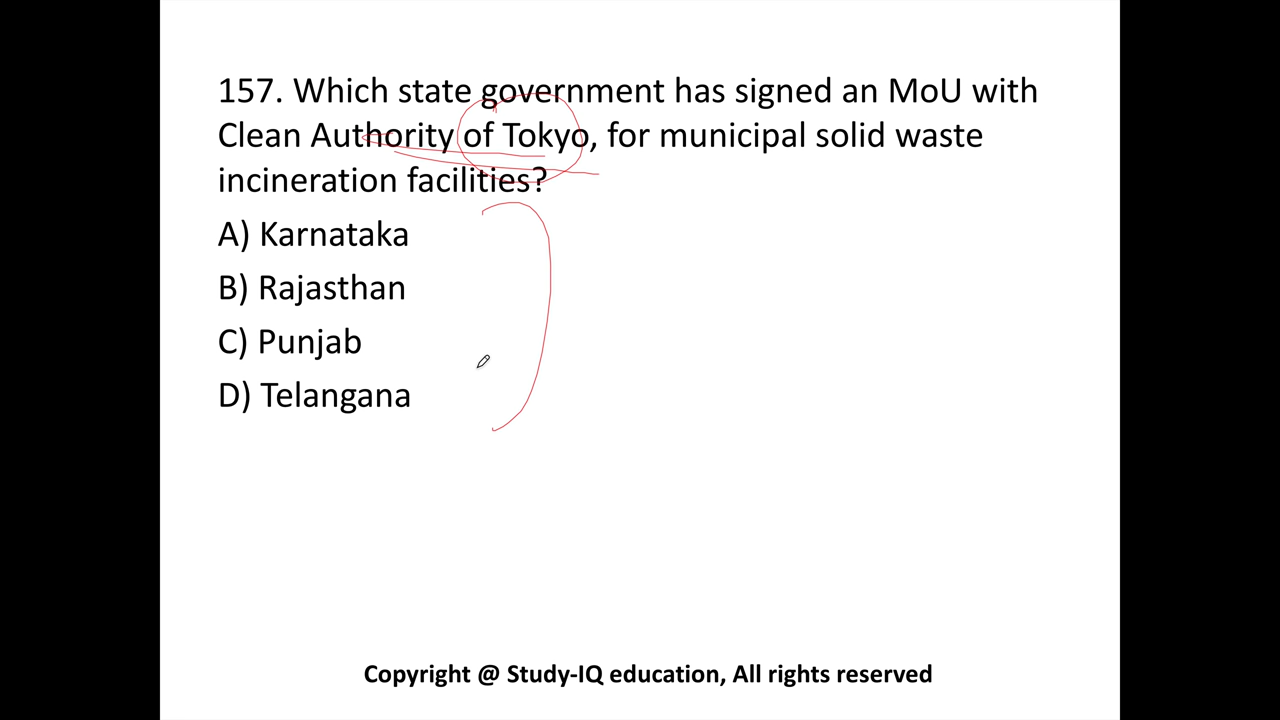 157. Which state government has signed an MoU with
Clean Authority of Tokyo, for municipal solid waste
incineration facilities?
A) Karnataka
B) Rajasthan
C) Punjab
D) Telangana
Copyright @ Study-IQ education, All rights reserved